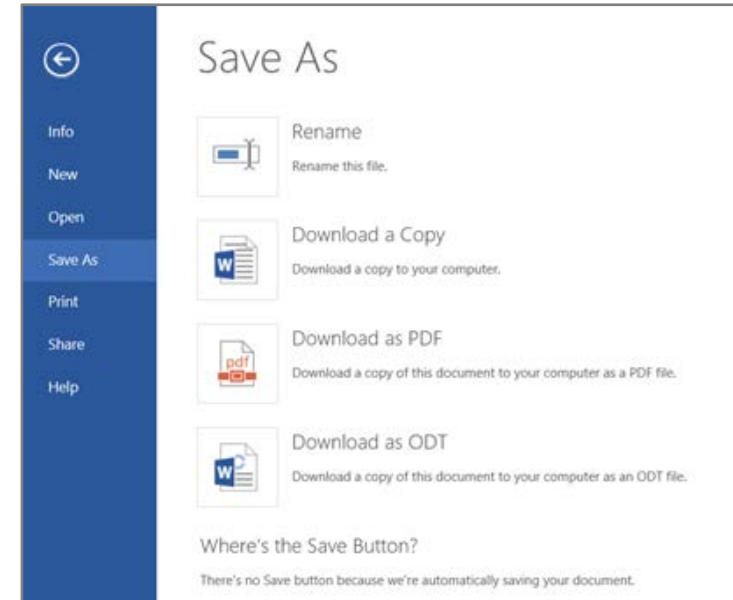 Save As
Info
New
Open
Save As
Print
Share
Help
Rename
Rename this file.
W
Download a Copy
Download a copy to your computer.
pdf
Download as PDF
Download a copy of this document to your computer as a PDF file.
W
Download as ODT
Download a copy of this document to your computer as an ODT file.
Where's the Save Button?
There's no Save button because we're automatically saving your document.